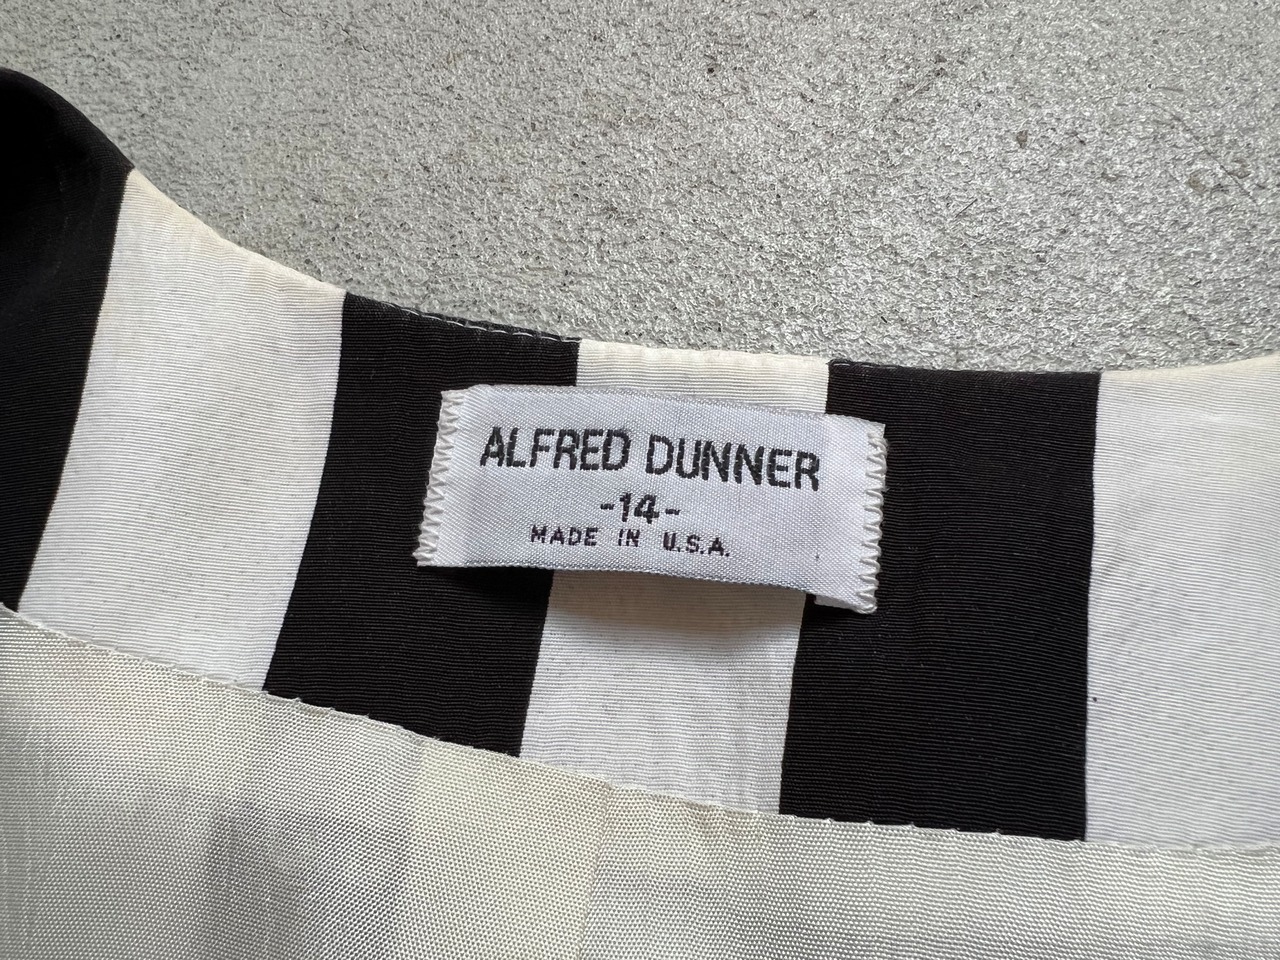 ALFRED DUNNER
-14-
MADE IN U.S.A.